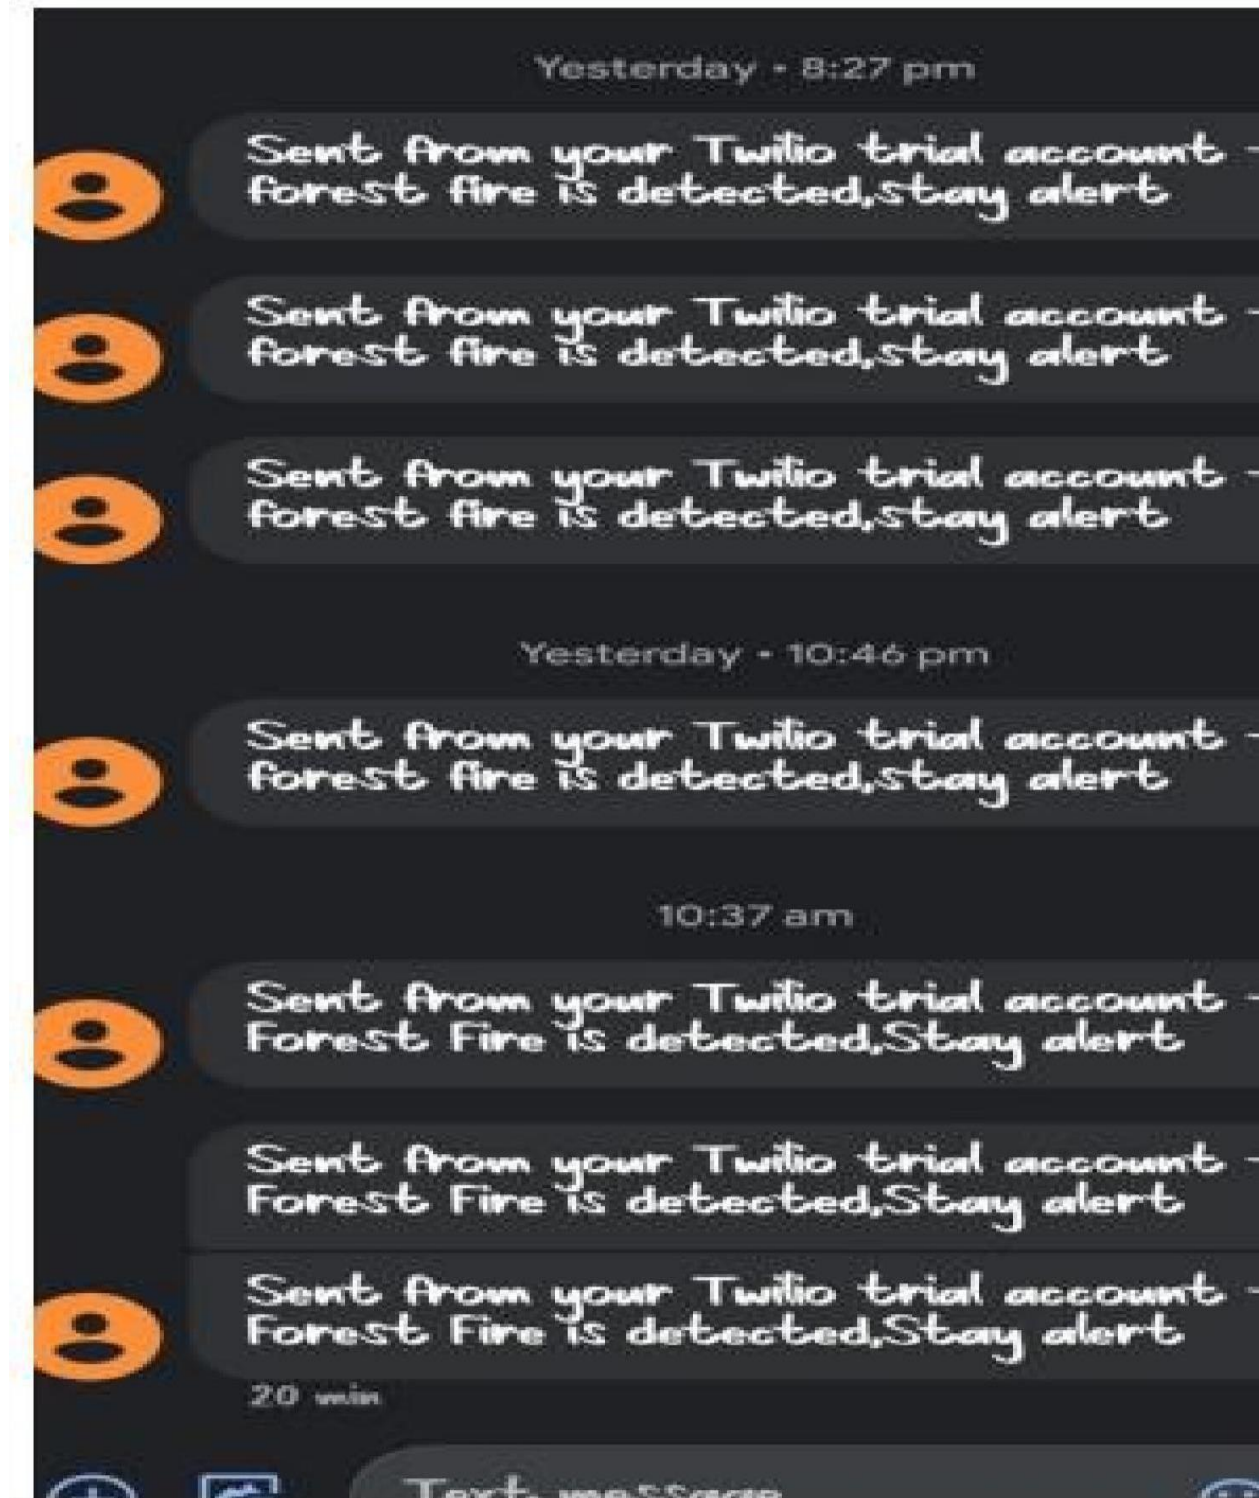 Yesterday • 8:27 pm
Sent from your Twilio trial account -
forest fire is detected,stay alert
Sent from your Twilio trial account -
forest fire is detected,stay alert
Sent from your Twilio trial account -
forest fire is detected,stay alert
Yesterday • 10:46 pm
Sent from your Twilio trial account -
forest fire is detected,stay alert
10:37 am
Sent from your Twilio trial account -
Forest Fire is detected,Stay alert
Sent from your Twilio trial account -
Forest Fire is detected,Stay alert
Sent from your Twilio trial account -
Forest Fire is detected,Stay alert
20 min
Text message